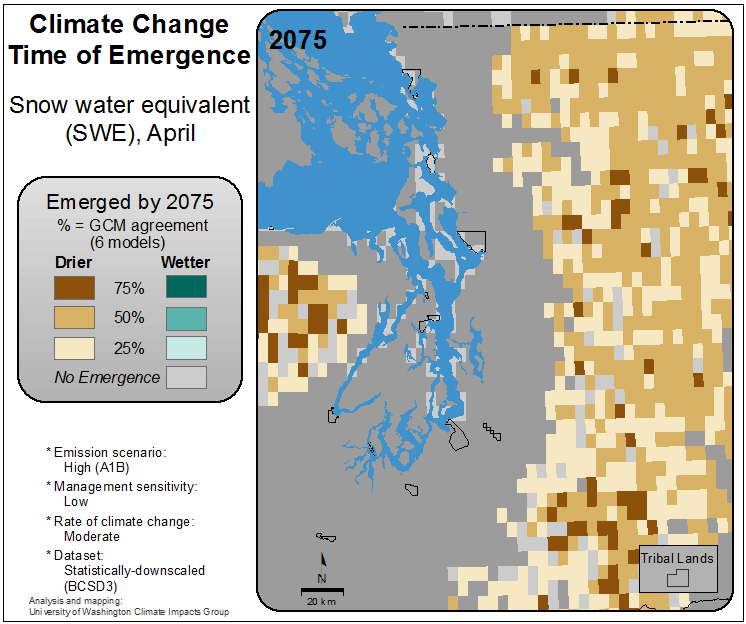 Climate Change
Time of Emergence
Snow water equivalent
(SWE), April
Emerged by 2075
% = GCM agreement
(6 models)
Drier Wetter
75%
50%
25%
No Emergence
* Emission scenario:
High (A1B)
* Management sensitivity:
Low
* Rate of climate change:
Moderate
* Dataset:
Statistically-downscaled
(BCSD3)
Analysis and mapping:
University of Washington Climate Impacts Group
2075
N
20 km
Tribal Lands